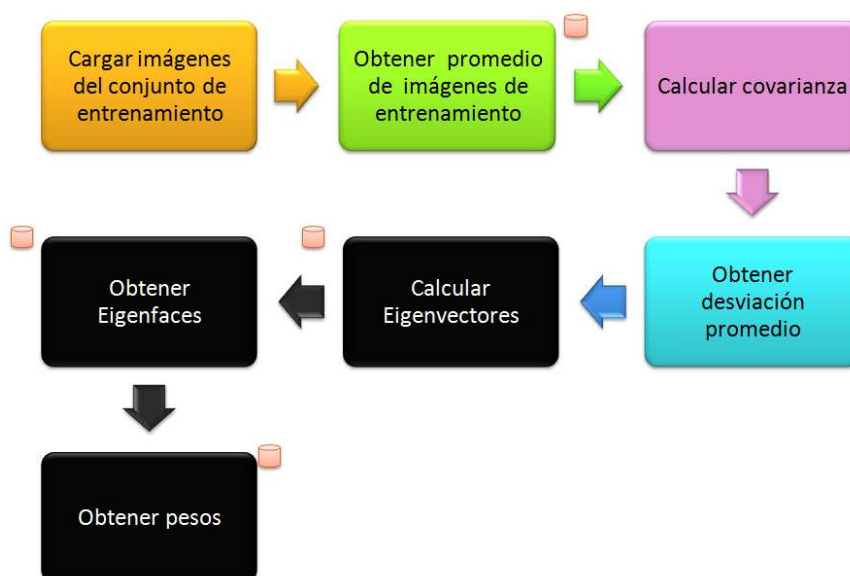 Cargar imágenes
del conjunto de
entrenamiento
Obtener promedio
de imágenes de
entrenamiento
Calcular covarianza
Obtener
desviación
promedio
Calcular
Eigenvectores
Obtener
Eigenfaces
Obtener pesos